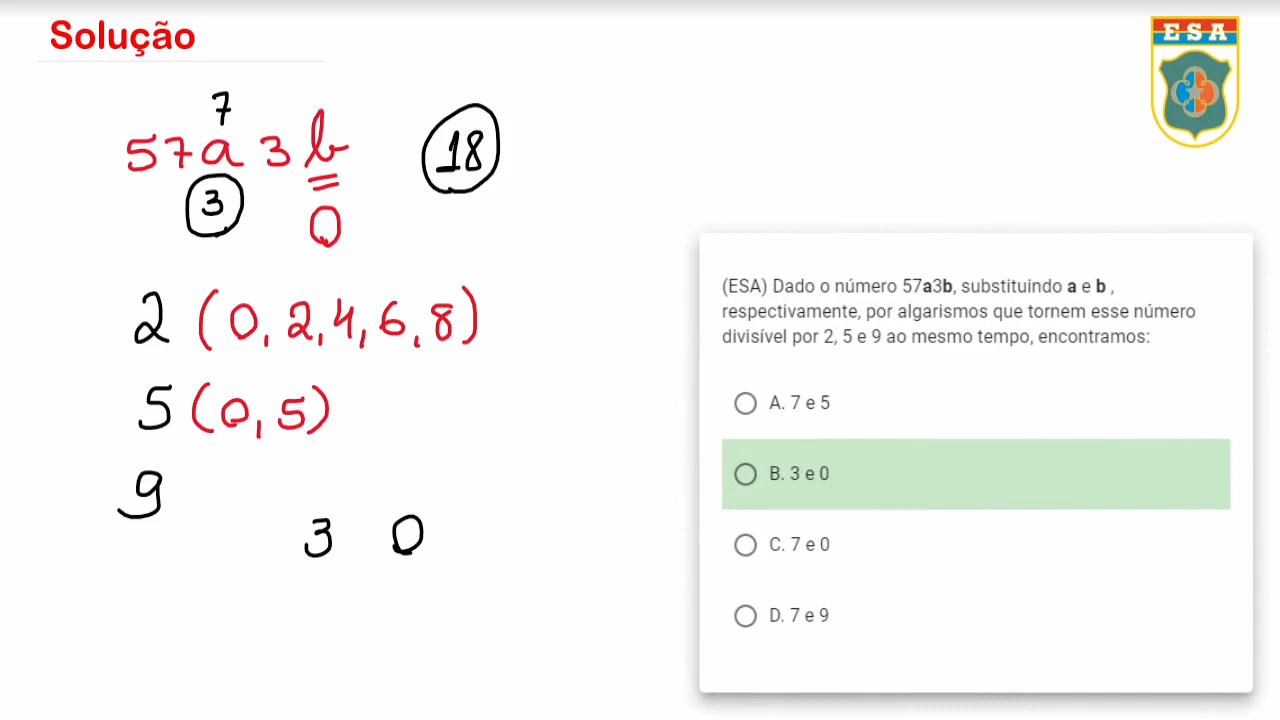 Solução
ESA
7
57a3b
18
3
0
2 (0, 2, 4, 6, 8)
5 (0, 5)
9
3 0
(ESA) Dado o número 57a3b, substituindo a e b ,
respectivamente, por algarismos que tornem esse número
divisível por 2, 5 e 9 ao mesmo tempo, encontramos:
A. 7 e 5
B. 3 e 0
C. 7 e 0
D. 7 e 9